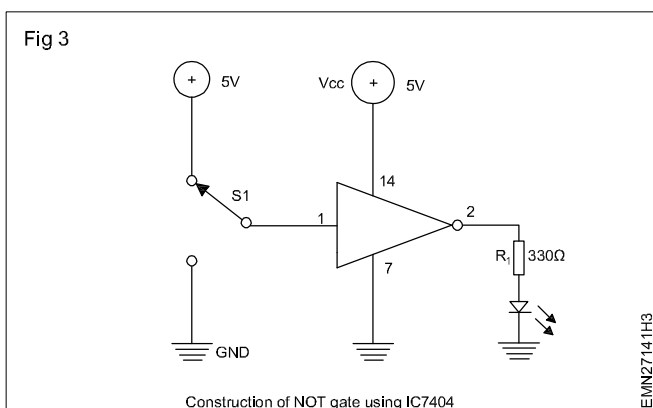 Fig 3
+ 5V
Vcc + 5V
S1
14
1
2
7
R1 330Ω
GND
Construction of NOT gate using IC7404
EMN27141H3